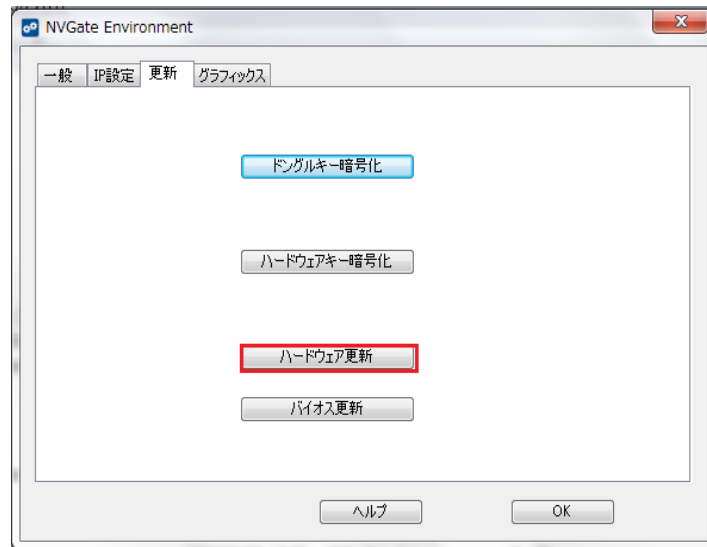 NVGate Environment
一般 IP設定 更新 グラフィックス
ドングルキー暗号化
ハードウェアキー暗号化
ハードウェア更新
バイオス更新
ヘルプ OK